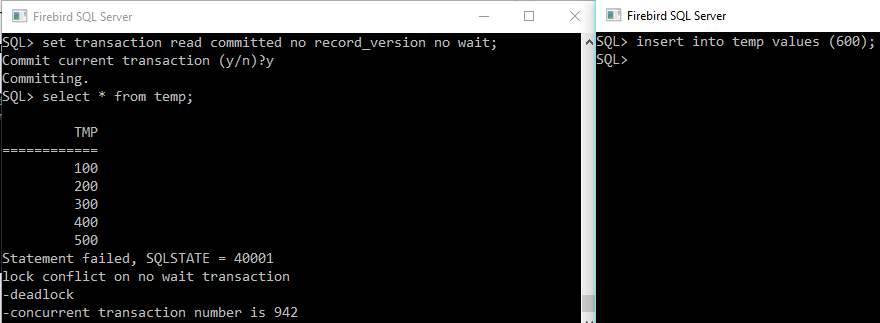 Firebird SQL Server
SQL> set transaction read committed no record_version no wait;
Commit current transaction (y/n)?y
Committing.
SQL> select * from temp;
TMP
============
100
200
300
400
500
Statement failed, SQLSTATE = 40001
lock conflict on no wait transaction
-deadlock
-concurrent transaction number is 942
Firebird SQL Server
SQL> insert into temp values (600);
SQL>